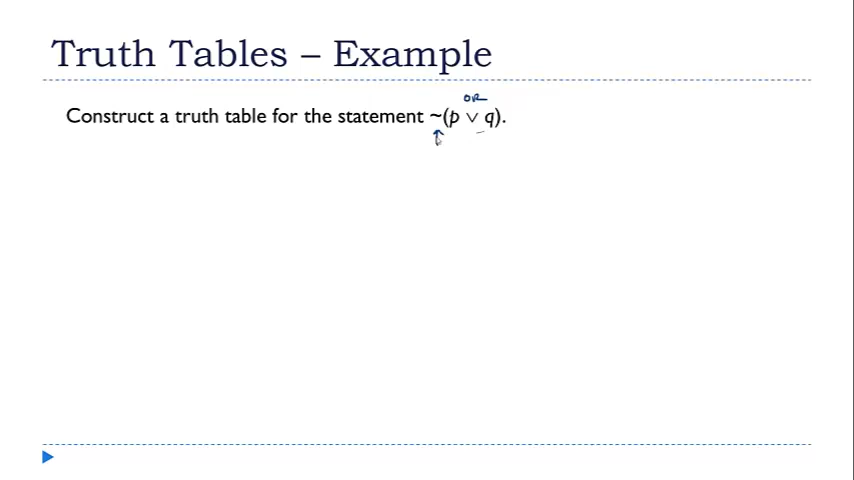 Truth Tables – Example
OR
Construct a truth table for the statement ~(p ∨ q).